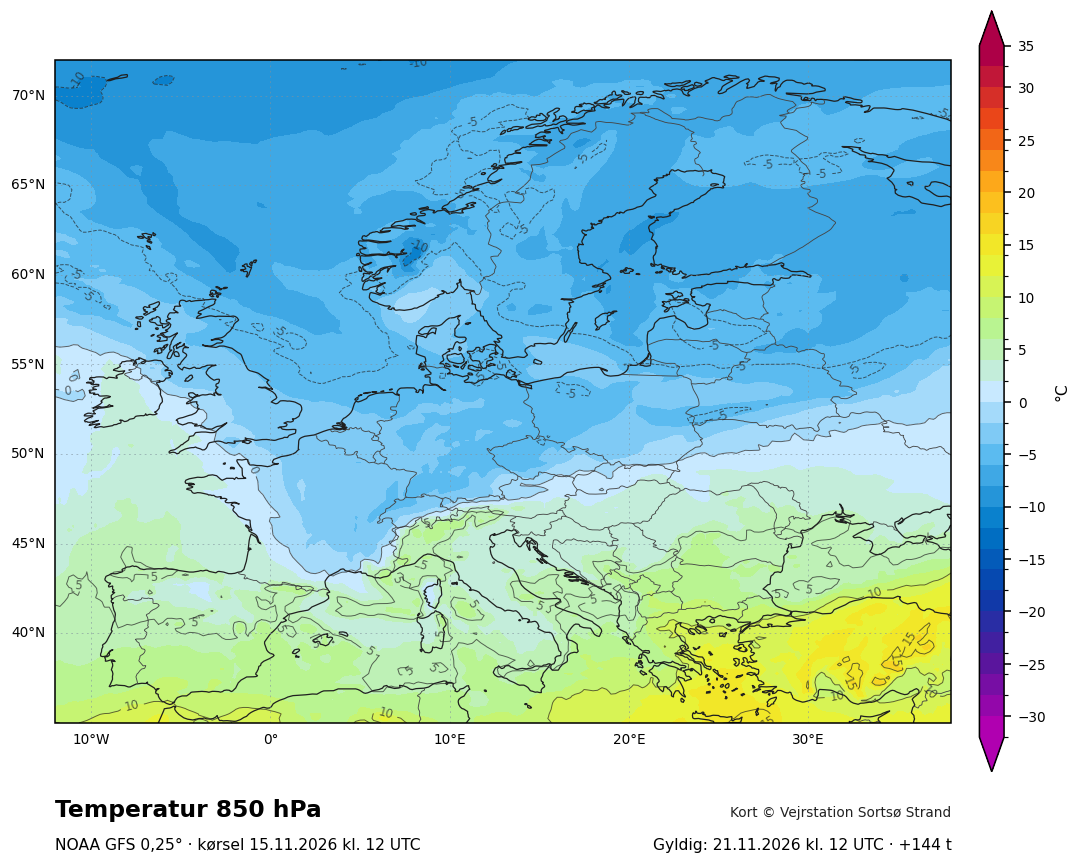 70°N
65°N
60°N
55°N
50°N
45°N
40°N
10°W 0° 10°E 20°E 30°E
35
30
25
20
15
10
5
0
−5
−10
−15
−20
−25
−30
°C
Temperatur 850 hPa
Kort © Vejrstation Sortsø Strand
NOAA GFS 0,25° · kørsel 15.11.2026 kl. 12 UTC
Gyldig: 21.11.2026 kl. 12 UTC · +144 t